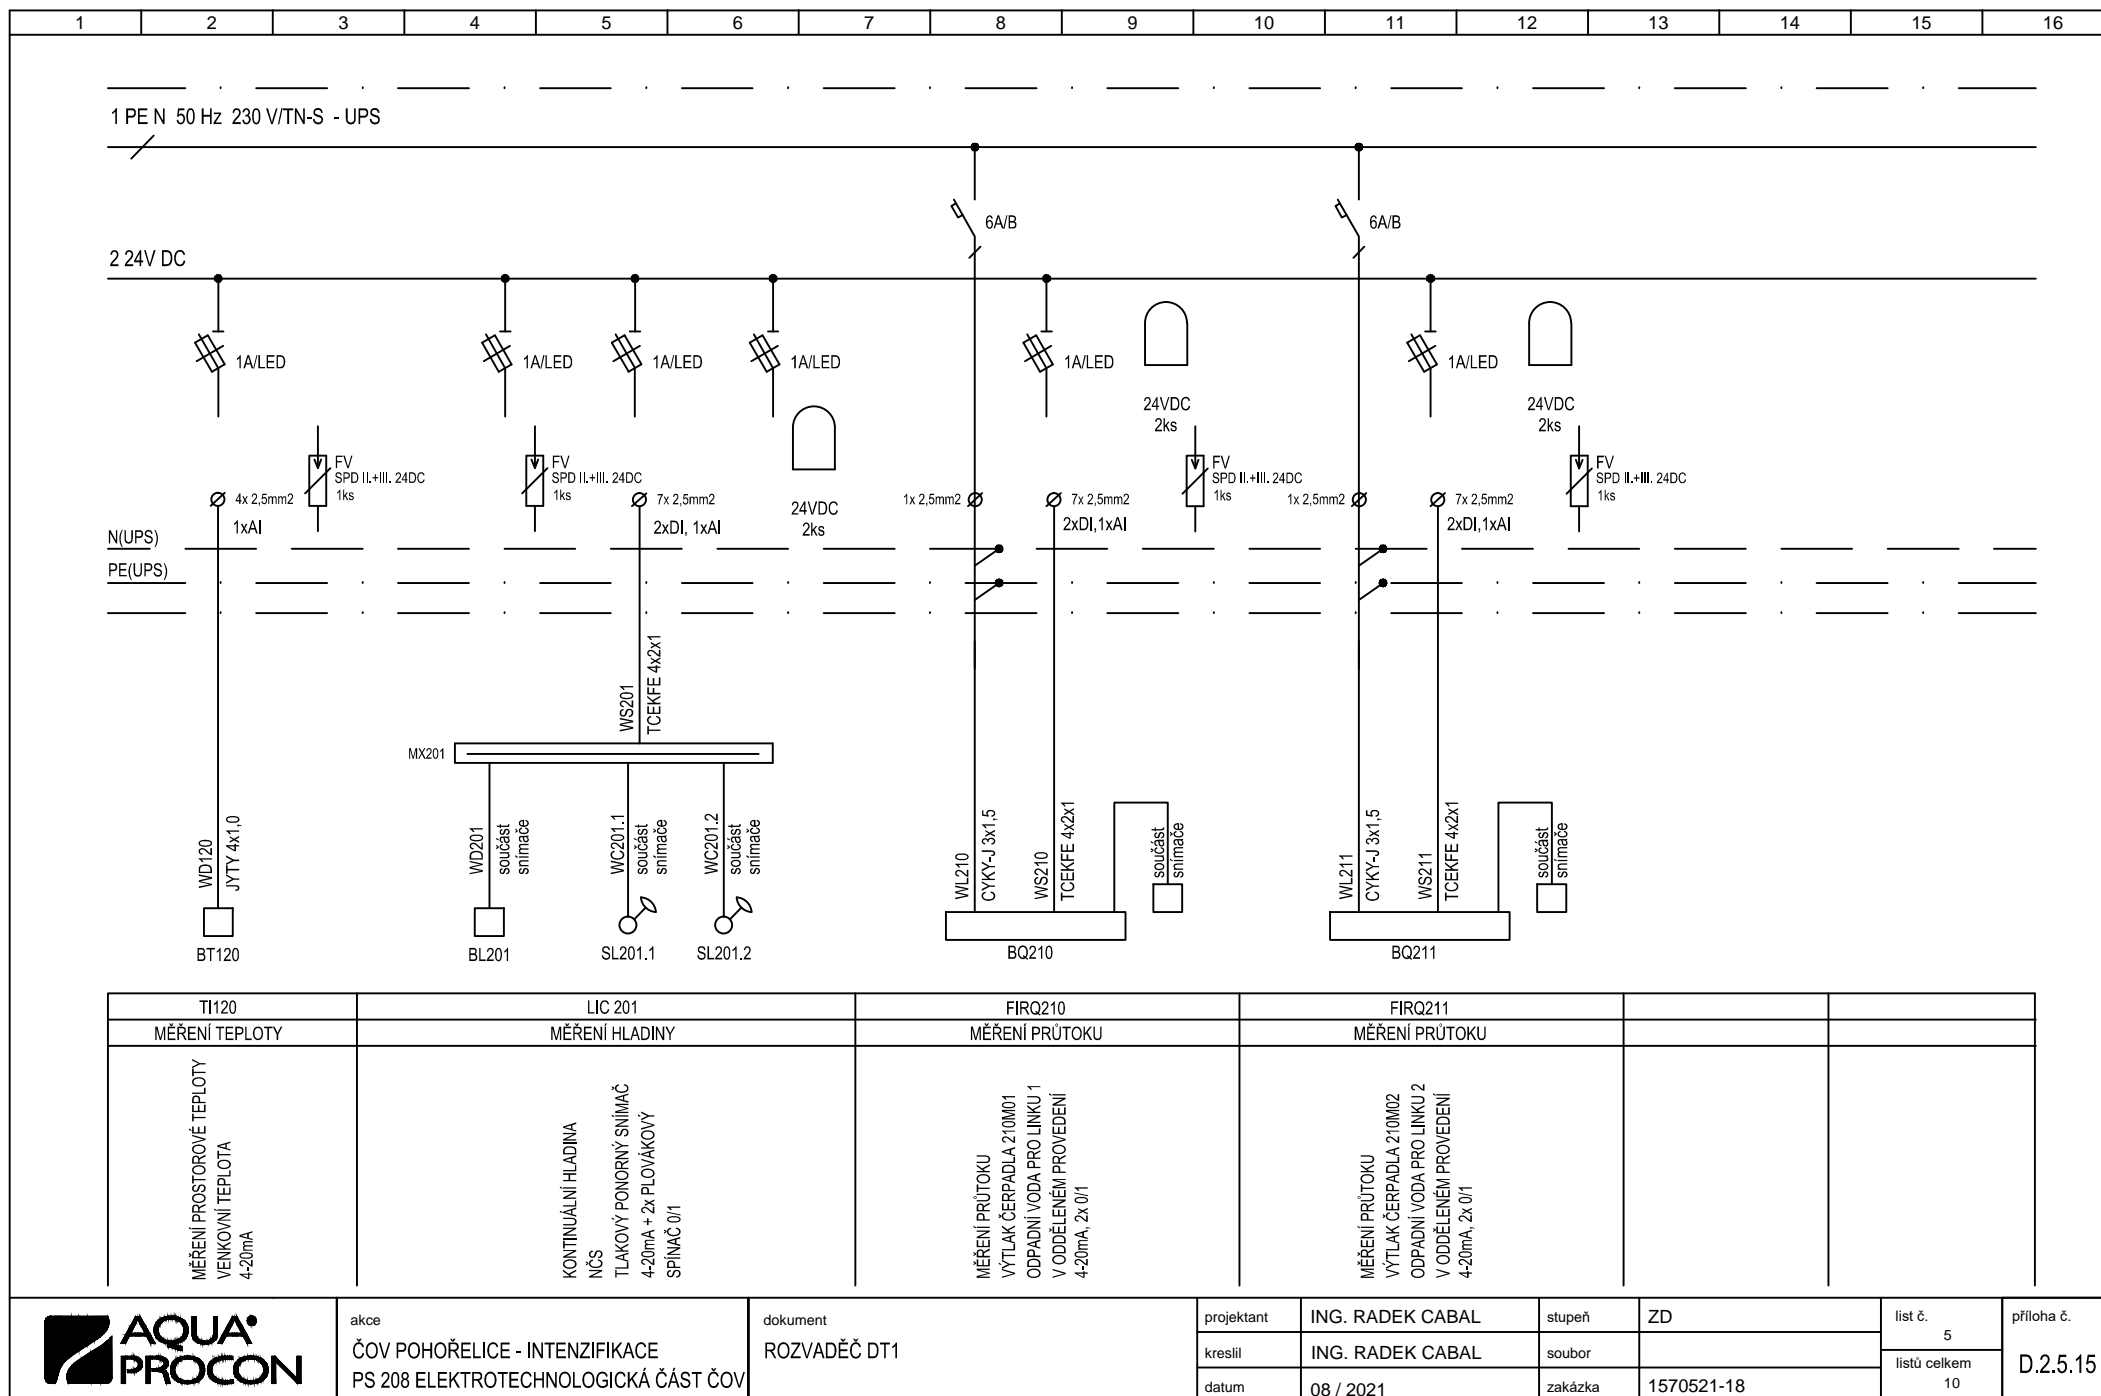 1 2 3 4 5 6 7 8 9 10 11 12 13 14 15 16
1 PE N 50 Hz 230 V/TN-S - UPS
6A/B
6A/B
2 24V DC
1A/LED
1A/LED
1A/LED
1A/LED
1A/LED
1A/LED
24VDC
2ks
24VDC
2ks
FV
SPD II.+III. 24DC
1ks
FV
SPD II.+III. 24DC
1ks
FV
SPD II.+III. 24DC
1ks
FV
SPD II.+III. 24DC
1ks
4x 2,5mm2
1xAI
7x 2,5mm2
2xDI, 1xAI
24VDC
2ks
1x 2,5mm2
7x 2,5mm2
2xDI,1xAI
1x 2,5mm2
7x 2,5mm2
2xDI,1xAI
N(UPS)
PE(UPS)
WS201
TCEKFE 4x2x1
MX201
WD120
JYTY 4x1,0
WD201
součást
snímače
WC201.1
součást
snímače
WC201.2
součást
snímače
WL210
CYKY-J 3x1,5
WS210
TCEKFE 4x2x1
součást
snímače
WL211
CYKY-J 3x1,5
WS211
TCEKFE 4x2x1
součást
snímače
BT120
BL201
SL201.1
SL201.2
BQ210
BQ211
TI120
LIC 201
FIRQ210
FIRQ211
MĚŘENÍ TEPLOTY
MĚŘENÍ HLADINY
MĚŘENÍ PRŮTOKU
MĚŘENÍ PRŮTOKU
MĚŘENÍ PROSTOROVÉ TEPLOTY
VENKOVNÍ TEPLOTA
4-20mA
KONTINUÁLNÍ HLADINA
NČS
TLAKOVÝ PONORNÝ SNÍMAČ
4-20mA + 2x PLOVÁKOVÝ
SPÍNAČ 0/1
MĚŘENÍ PRŮTOKU
VÝTLAK ČERPADLA 210M01
ODPADNÍ VODA PRO LINKU 1
V ODDĚLENÉM PROVEDENÍ
4-20mA, 2x 0/1
MĚŘENÍ PRŮTOKU
VÝTLAK ČERPADLA 210M02
ODPADNÍ VODA PRO LINKU 2
V ODDĚLENÉM PROVEDENÍ
4-20mA, 2x 0/1
AQUA
PROCON
akce
ČOV POHOŘELICE - INTENZIFIKACE
PS 208 ELEKTROTECHNOLOGICKÁ ČÁST ČOV
dokument
ROZVADĚČ DT1
projektant ING. RADEK CABAL stupeň ZD
kreslil ING. RADEK CABAL soubor
datum 08 / 2021 zakázka 1570521-18
list č.
5
listů celkem
10
příloha č.
D.2.5.15